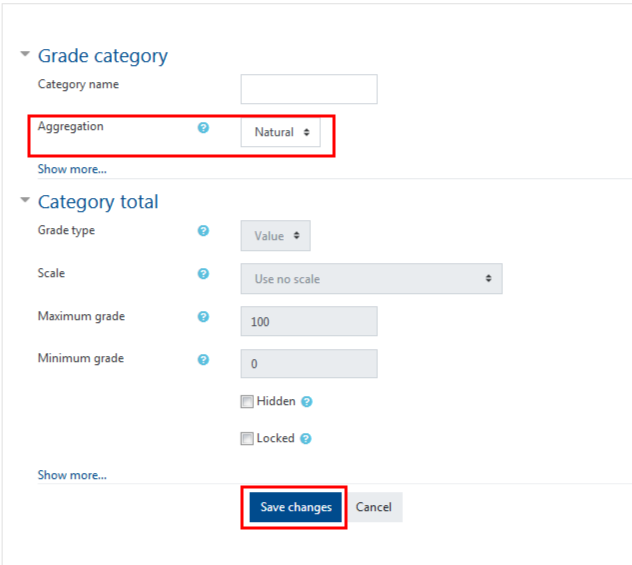 Grade category
Category name
Aggregation Natural
Show more...
Category total
Grade type Value
Scale Use no scale
Maximum grade 100
Minimum grade 0
Hidden
Locked
Show more...
Save changes Cancel